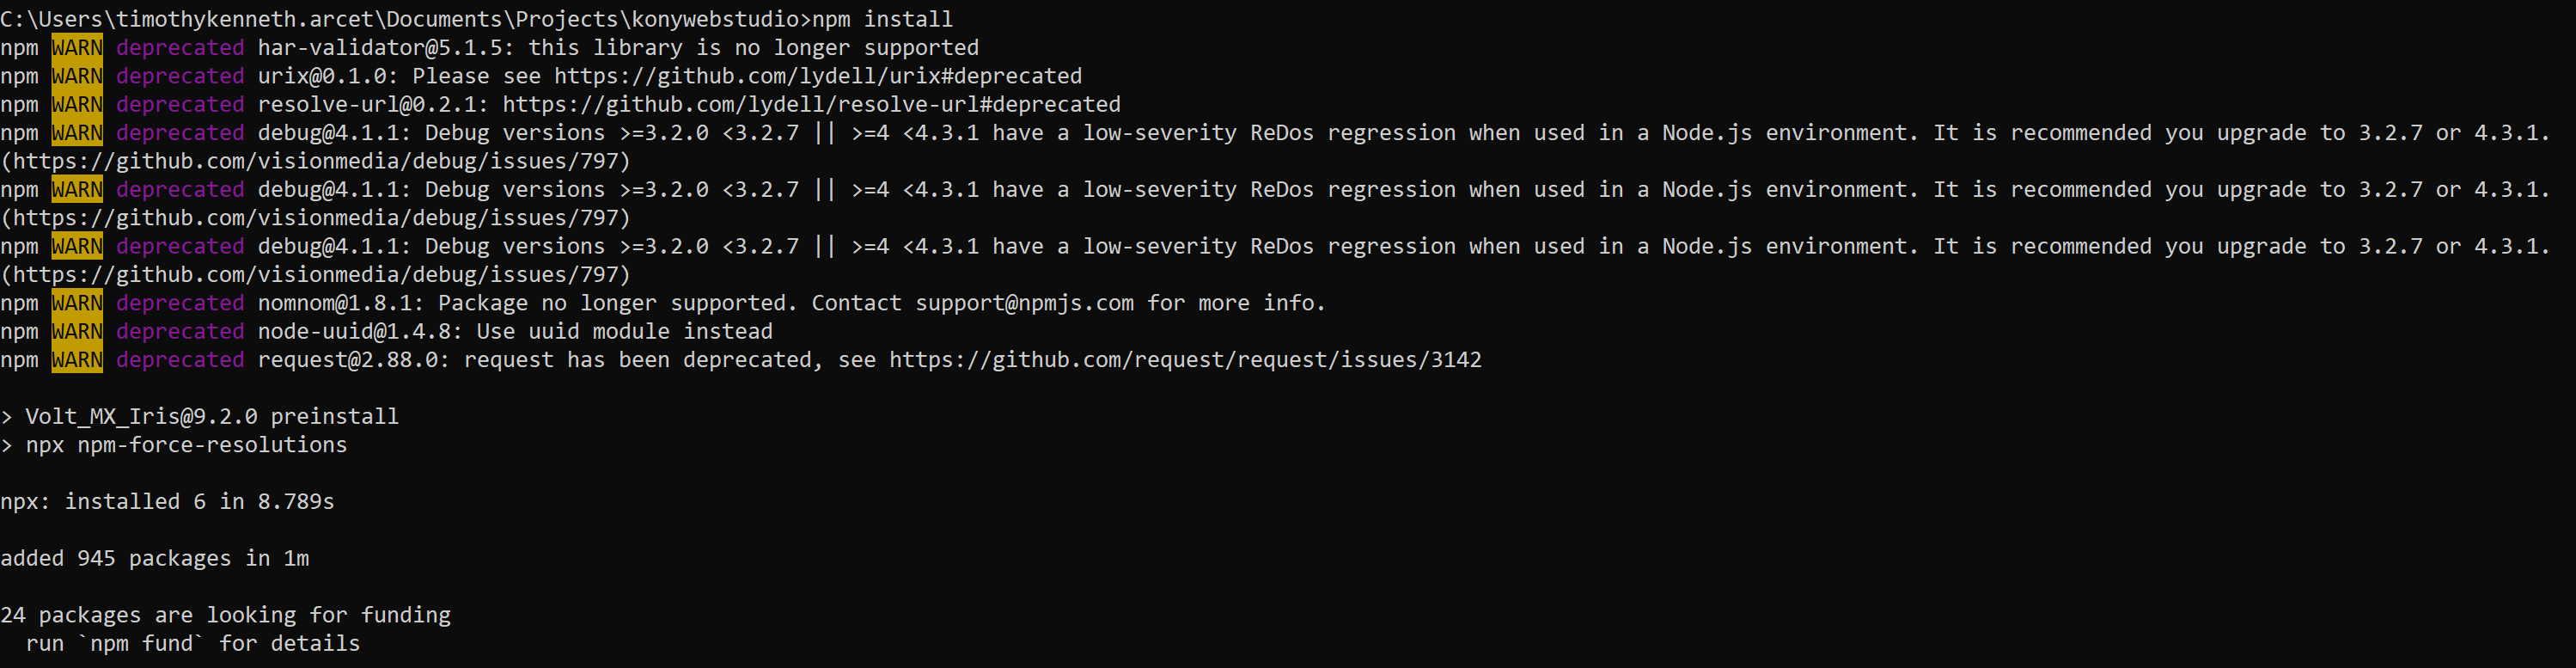 C:\Users\timothykenneth.arcet\Documents\Projects\konywebstudio>npm install
npm WARN deprecated har-validator@5.1.5: this library is no longer supported
npm WARN deprecated urix@0.1.0: Please see https://github.com/lydell/urix#deprecated
npm WARN deprecated resolve-url@0.2.1: https://github.com/lydell/resolve-url#deprecated
npm WARN deprecated debug@4.1.1: Debug versions >=3.2.0 <3.2.7 || >=4 <4.3.1 have a low-severity ReDos regression when used in a Node.js environment. It is recommended you upgrade to 3.2.7 or 4.3.1.
(https://github.com/visionmedia/debug/issues/797)
npm WARN deprecated debug@4.1.1: Debug versions >=3.2.0 <3.2.7 || >=4 <4.3.1 have a low-severity ReDos regression when used in a Node.js environment. It is recommended you upgrade to 3.2.7 or 4.3.1.
(https://github.com/visionmedia/debug/issues/797)
npm WARN deprecated debug@4.1.1: Debug versions >=3.2.0 <3.2.7 || >=4 <4.3.1 have a low-severity ReDos regression when used in a Node.js environment. It is recommended you upgrade to 3.2.7 or 4.3.1.
(https://github.com/visionmedia/debug/issues/797)
npm WARN deprecated nomnom@1.8.1: Package no longer supported. Contact support@npmjs.com for more info.
npm WARN deprecated node-uuid@1.4.8: Use uuid module instead
npm WARN deprecated request@2.88.0: request has been deprecated, see https://github.com/request/request/issues/3142
> Volt_MX_Iris@9.2.0 preinstall
> npx npm-force-resolutions
npx: installed 6 in 8.789s
added 945 packages in 1m
24 packages are looking for funding
  run `npm fund` for details